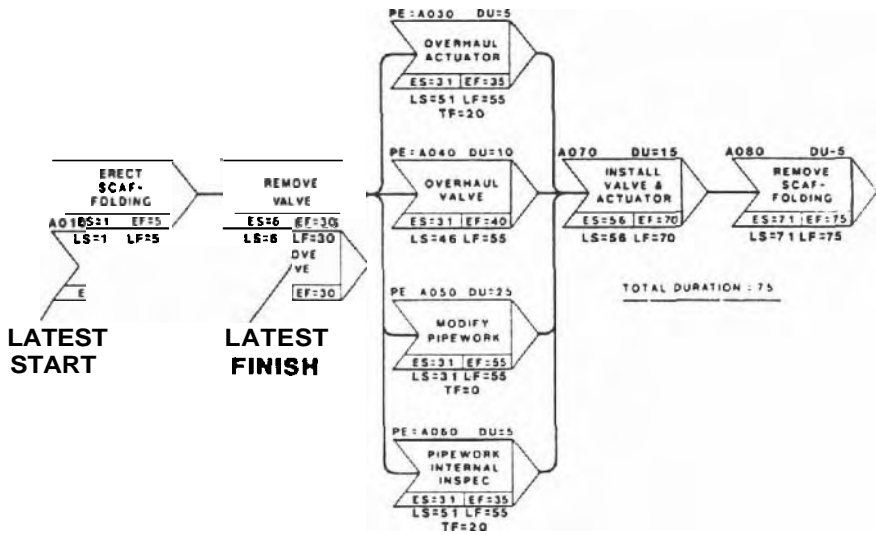 PE=A030 DU=5
OVERHAUL
ACTUATOR
ES=31 EF=35
LS=51 LF=55
TF=20
ERECT
SCAF-
FOLDING
A010
ES=1 EF=5
LS=1 LF=5
E
LATEST
START
REMOVE
VALVE
ES=6 EF=30
LS=6 LF=30
OVE
VE
EF=30
LATEST
FINISH
PE=A040 DU=10
OVERHAUL
VALVE
ES=31 EF=40
LS=46 LF=55
A070 DU=15
INSTALL
VALVE &
ACTUATOR
ES=56 EF=70
LS=56 LF=70
A080 DU-5
REMOVE
SCAF-
FOLDING
ES=71 EF=75
LS=71 LF=75
TOTAL DURATION : 75
PE=A050 DU=25
MODIFY
PIPEWORK
ES=31 EF=55
LS=31 LF=55
TF=0
PE=A060 DU=5
PIPEWORK
INTERNAL
INSPEC
ES=31 EF=35
LS=51 LF=55
TF=20